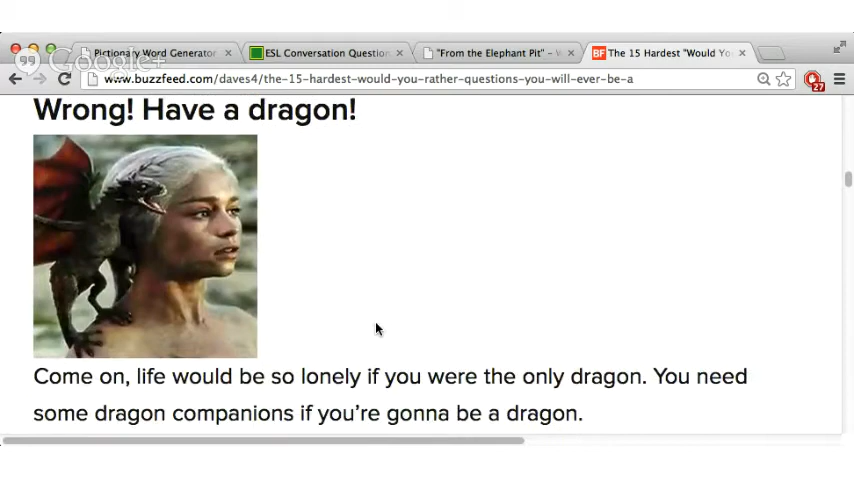 Google+
Pictionary Word Generator
ESL Conversation Question
"From the Elephant Pit" –
BF
The 15 Hardest "Would Yo
www.buzzfeed.com/daves4/the-15-hardest-would-you-rather-questions-you-will-ever-be-a
27
Wrong! Have a dragon!
Come on, life would be so lonely if you were the only dragon. You need
some dragon companions if you’re gonna be a dragon.